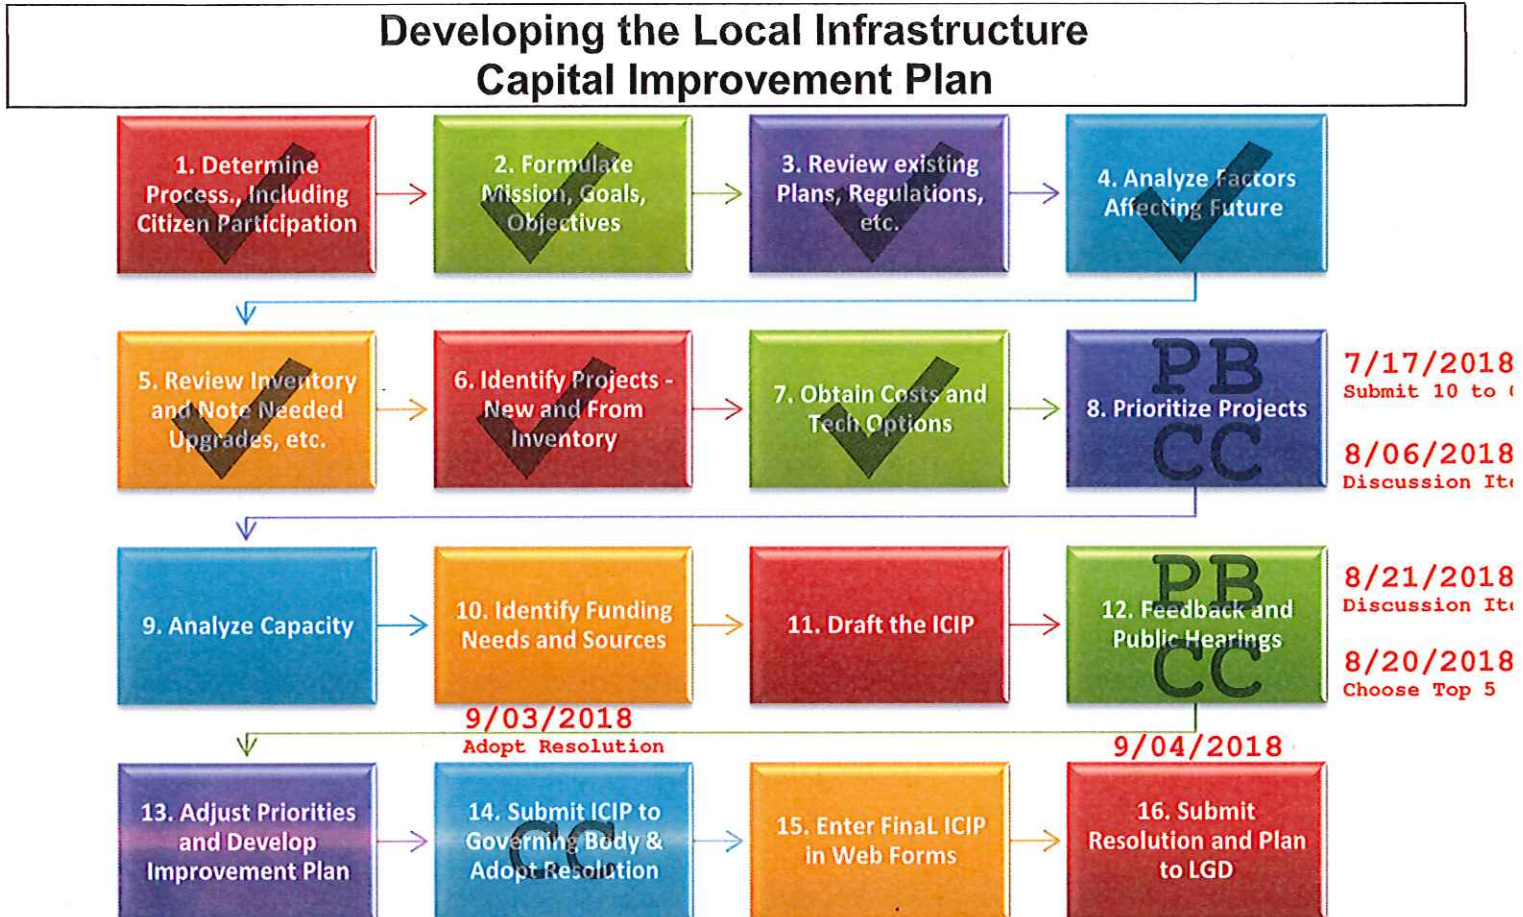 Developing the Local Infrastructure
Capital Improvement Plan
1. Determine
Process., Including
Citizen Participation
2. Formulate
Mission, Goals,
Objectives
3. Review existing
Plans, Regulations,
etc.
4. Analyze Factors
Affecting Future
5. Review Inventory
and Note Needed
Upgrades, etc.
6. Identify Projects -
New and From
Inventory
7. Obtain Costs and
Tech Options
PB
8. Prioritize Projects
CC
7/17/2018
Submit 10 to
8/06/2018
Discussion
9. Analyze Capacity
10. Identify Funding
Needs and Sources
11. Draft the ICIP
PB
12. Feedback and
Public Hearings
CC
8/21/2018
Discussion
8/20/2018
Choose Top 5
9/03/2018
Adopt Resolution
9/04/2018
13. Adjust Priorities
and Develop
Improvement Plan
14. Submit ICIP to
Governing Body &
Adopt Resolution
CC
15. Enter FinaL ICIP
in Web Forms
16. Submit
Resolution and Plan
to LGD